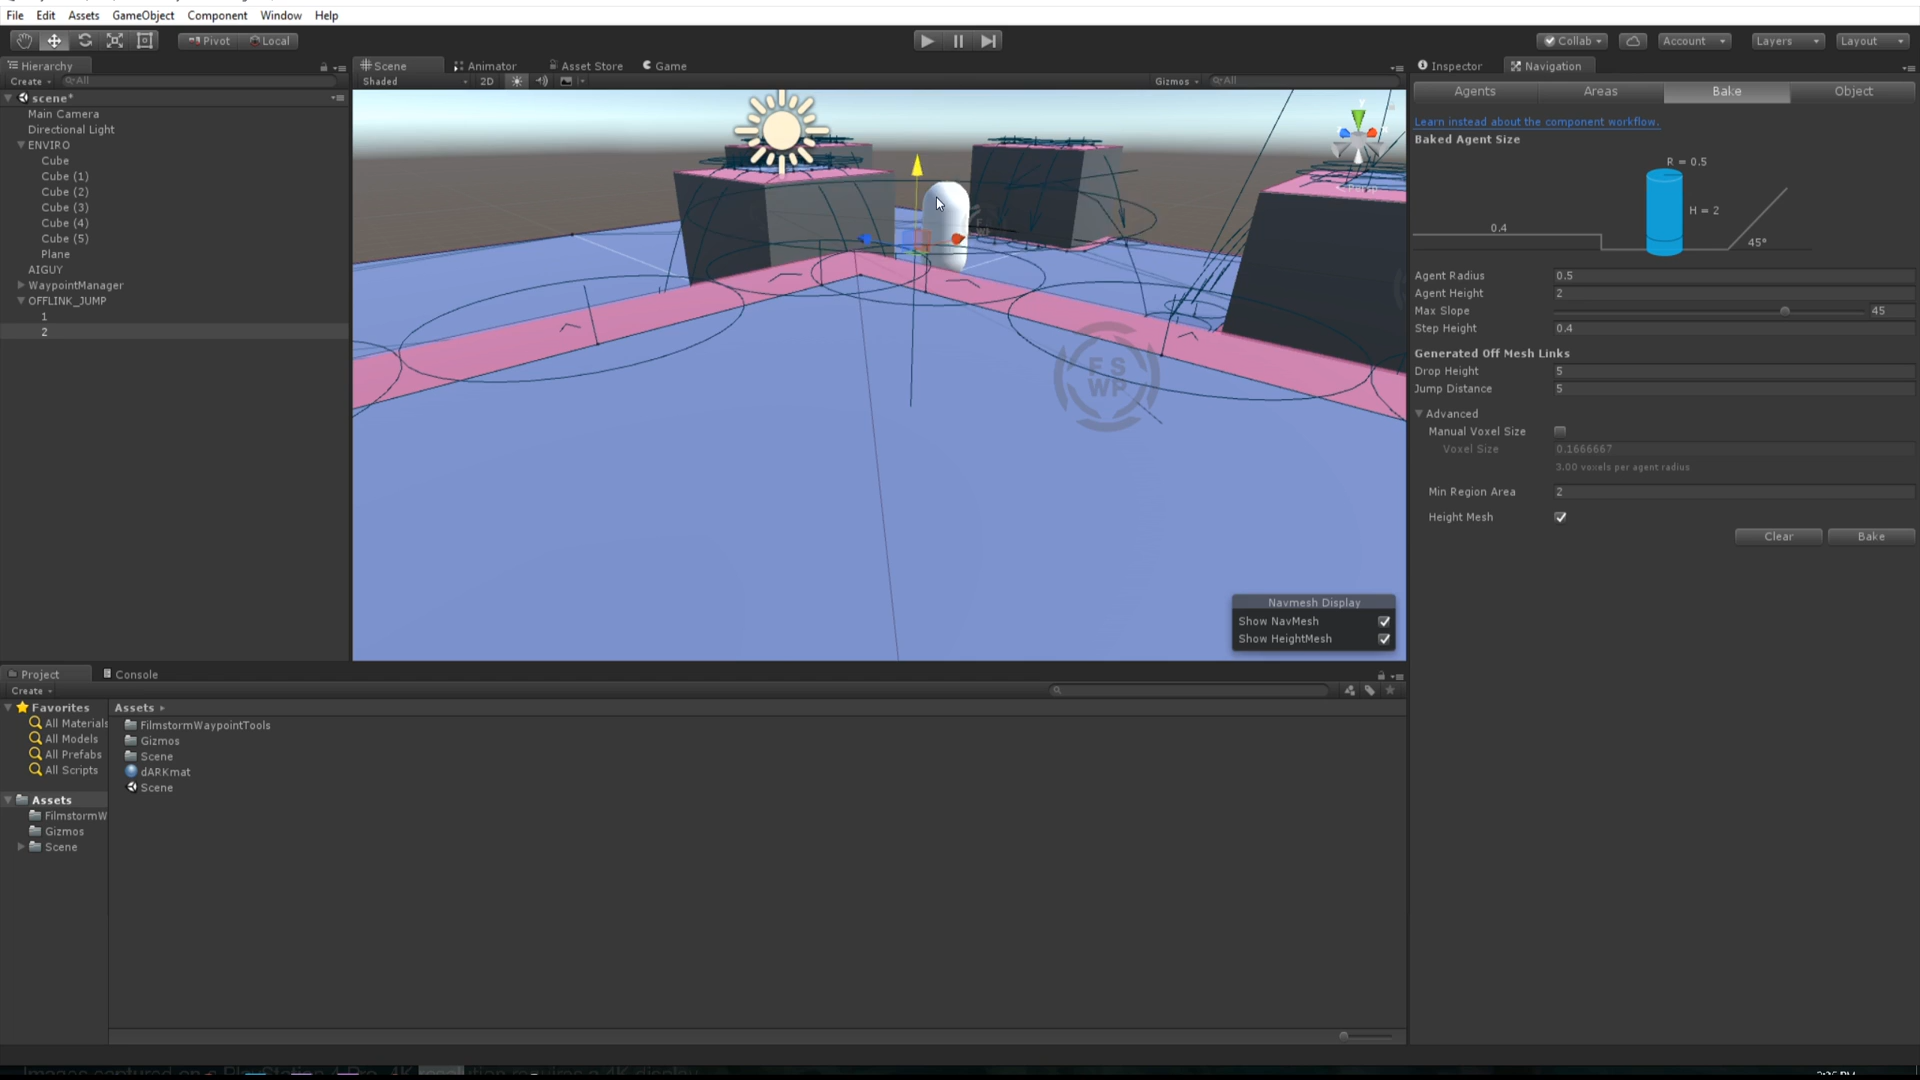 File Edit Assets GameObject Component Window Help
Pivot Local Collab Account Layers Layout
Hierarchy Scene Animator Asset Store Game Inspector Navigation
Create All Shaded 2D Gizmos All
scene*
Main Camera
Directional Light
ENVIRO
Cube
Cube (1)
Cube (2)
Cube (3)
Cube (4)
Cube (5)
Plane
AIGUY
WaypointManager
OFFLINK_JUMP
1
2
y
Persp
F S
WP
Navmesh Display
Show NavMesh
Show HeightMesh
Agents Areas Bake Object
Learn instead about the component workflow.
Baked Agent Size
R = 0.5
H = 2
0.4
45°
Agent Radius 0.5
Agent Height 2
Max Slope 45
Step Height 0.4
Generated Off Mesh Links
Drop Height 5
Jump Distance 5
Advanced
Manual Voxel Size
Voxel Size 0.1666667
3.00 voxels per agent radius
Min Region Area 2
Height Mesh
Clear Bake
Project Console
Create
Favorites
All Materials
All Models
All Prefabs
All Scripts
Assets
FilmstormW
Gizmos
Scene
Assets
FilmstormWaypointTools
Gizmos
Scene
dARKmat
Scene